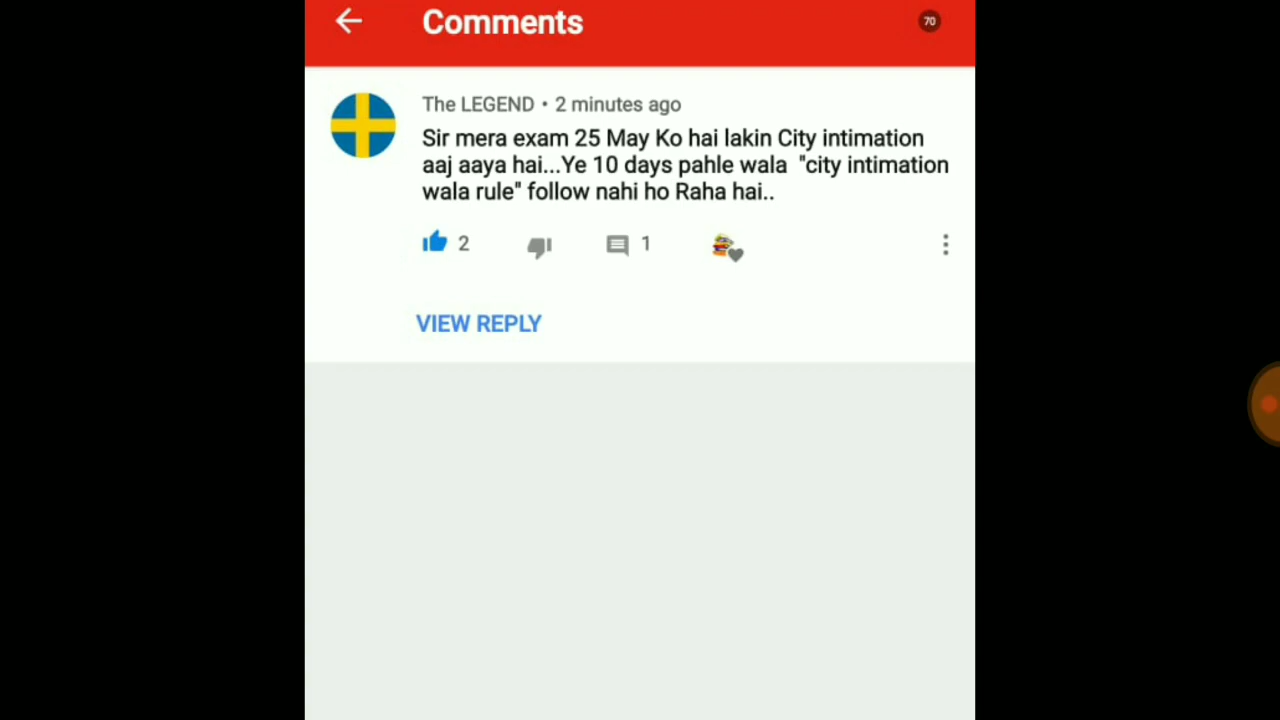 Comments
70
The LEGEND • 2 minutes ago
Sir mera exam 25 May Ko hai lakin City intimation
aaj aaya hai...Ye 10 days pahle wala "city intimation
wala rule" follow nahi ho Raha hai..
2
1
VIEW REPLY